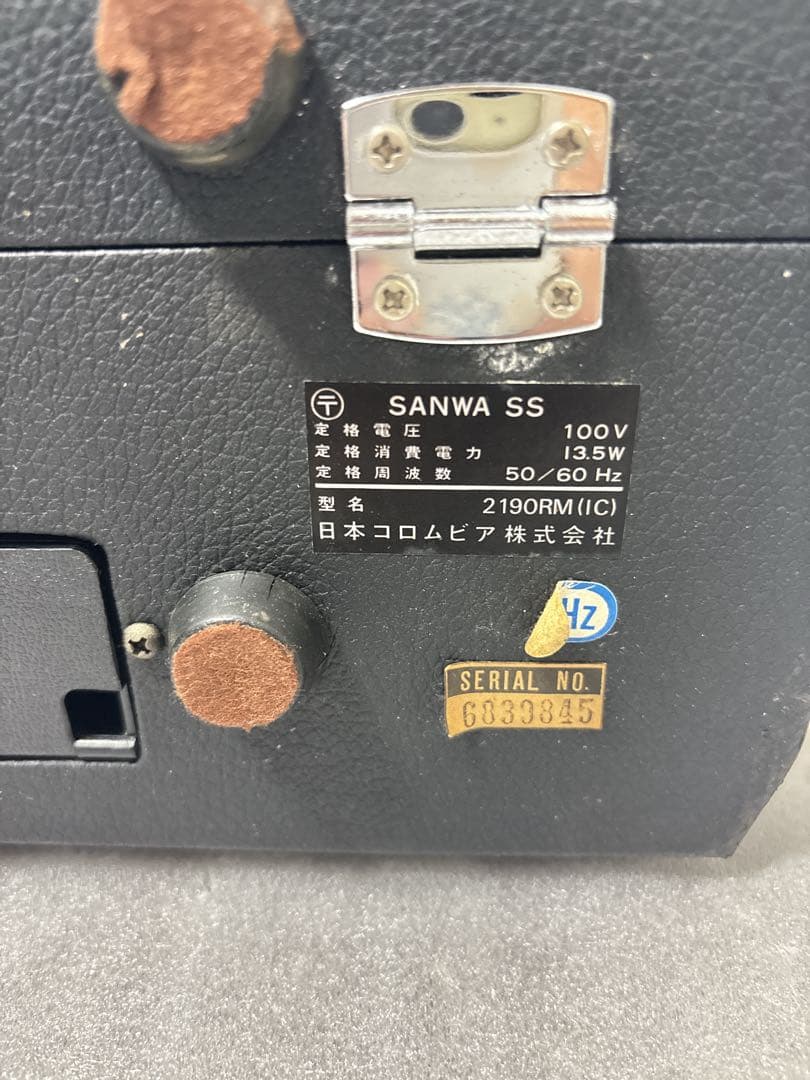 〒 SANWA SS
定格電圧 100V
定格消費電力 13.5W
定格周波数 50/60 Hz
型名 2190RM(IC)
日本コロムビア株式会社
Hz
SERIAL NO.
6839845